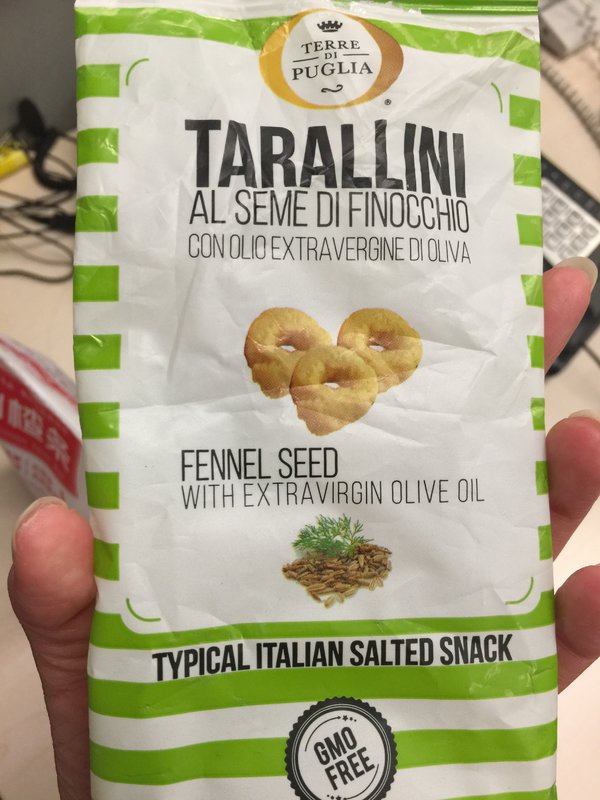 TERRE
DI
PUGLIA
®
TARALLINI
AL SEME DI FINOCCHIO
CON OLIO EXTRAVERGINE DI OLIVA
FENNEL SEED
WITH EXTRAVIRGIN OLIVE OIL
TYPICAL ITALIAN SALTED SNACK
GMO
FREE